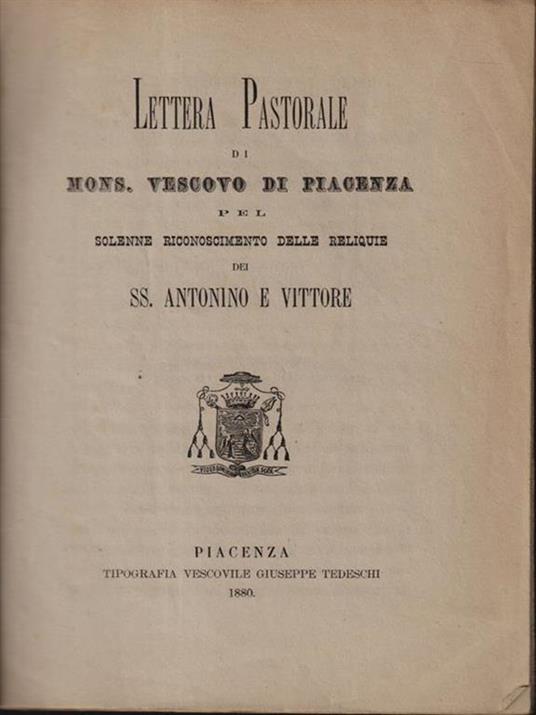 LETTERA PASTORALE
DI
MONS. VESCOVO DI PIACENZA
PEL
SOLENNE RICONOSCIMENTO DELLE RELIQUIE
DEI
SS. ANTONINO E VITTORE
PIACENZA
TIPOGRAFIA VESCOVILE GIUSEPPE TEDESCHI
1880.